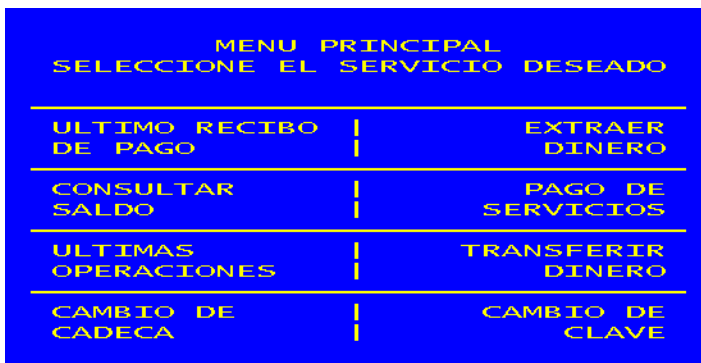 MENU PRINCIPAL
SELECCIONE EL SERVICIO DESEADO
ULTIMO RECIBO | EXTRAER
DE PAGO | DINERO
CONSULTAR | PAGO DE
SALDO | SERVICIOS
ULTIMAS | TRANSFERIR
OPERACIONES | DINERO
CAMBIO DE | CAMBIO DE
CADECA | CLAVE